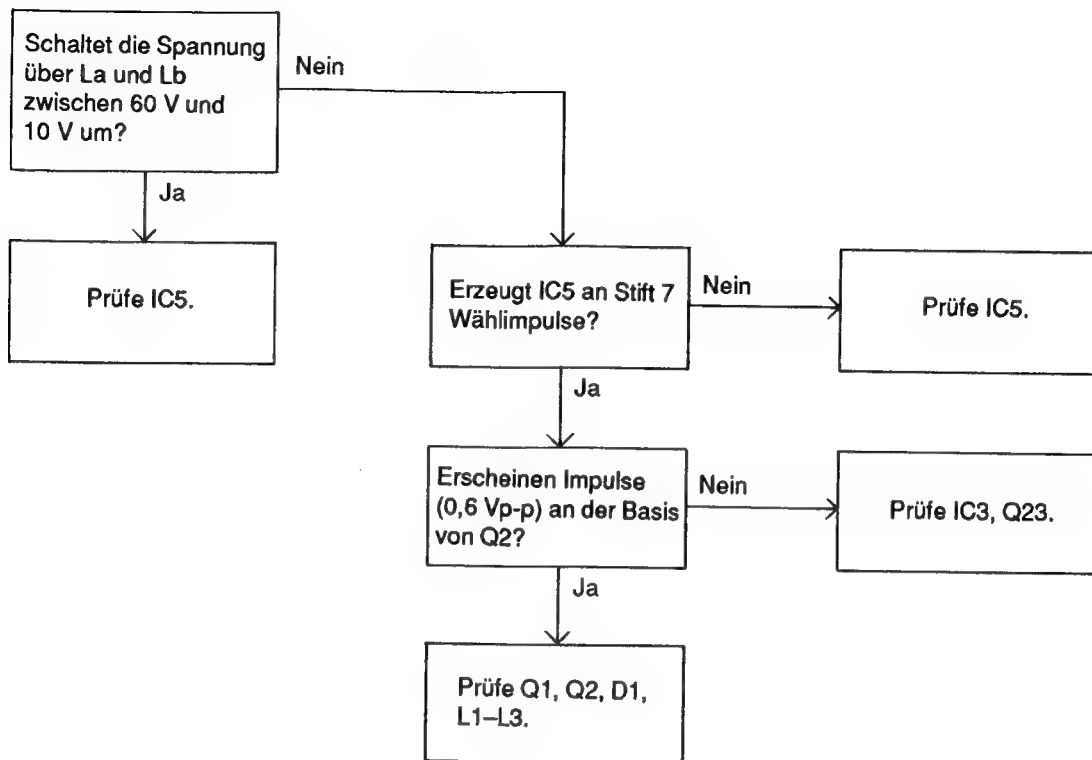 Schaltet die Spannung
über La und Lb
zwischen 60 V und
10 V um?
Nein
Ja
Prüfe IC5.
Erzeugt IC5 an Stift 7
Wählimpulse?
Nein
Prüfe IC5.
Ja
Erscheinen Impulse
(0,6 Vp-p) an der Basis
von Q2?
Nein
Prüfe IC3, Q23.
Ja
Prüfe Q1, Q2, D1,
L1–L3.